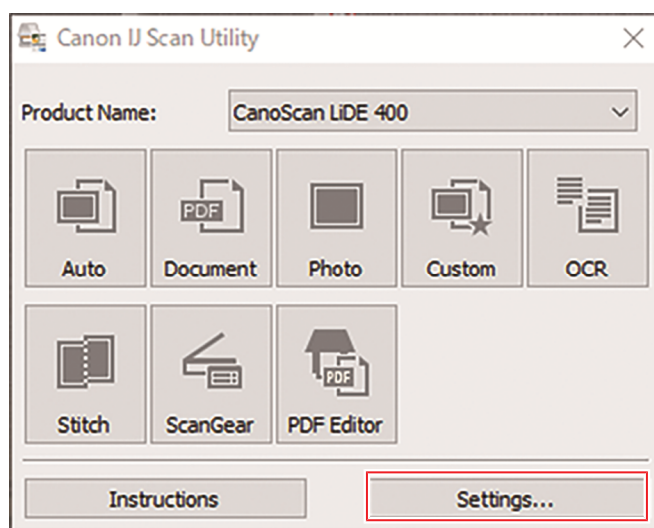 Canon IJ Scan Utility
Product Name: CanoScan LiDE 400
PDF
Auto Document Photo Custom OCR
PDF
Stitch ScanGear PDF Editor
Instructions Settings...